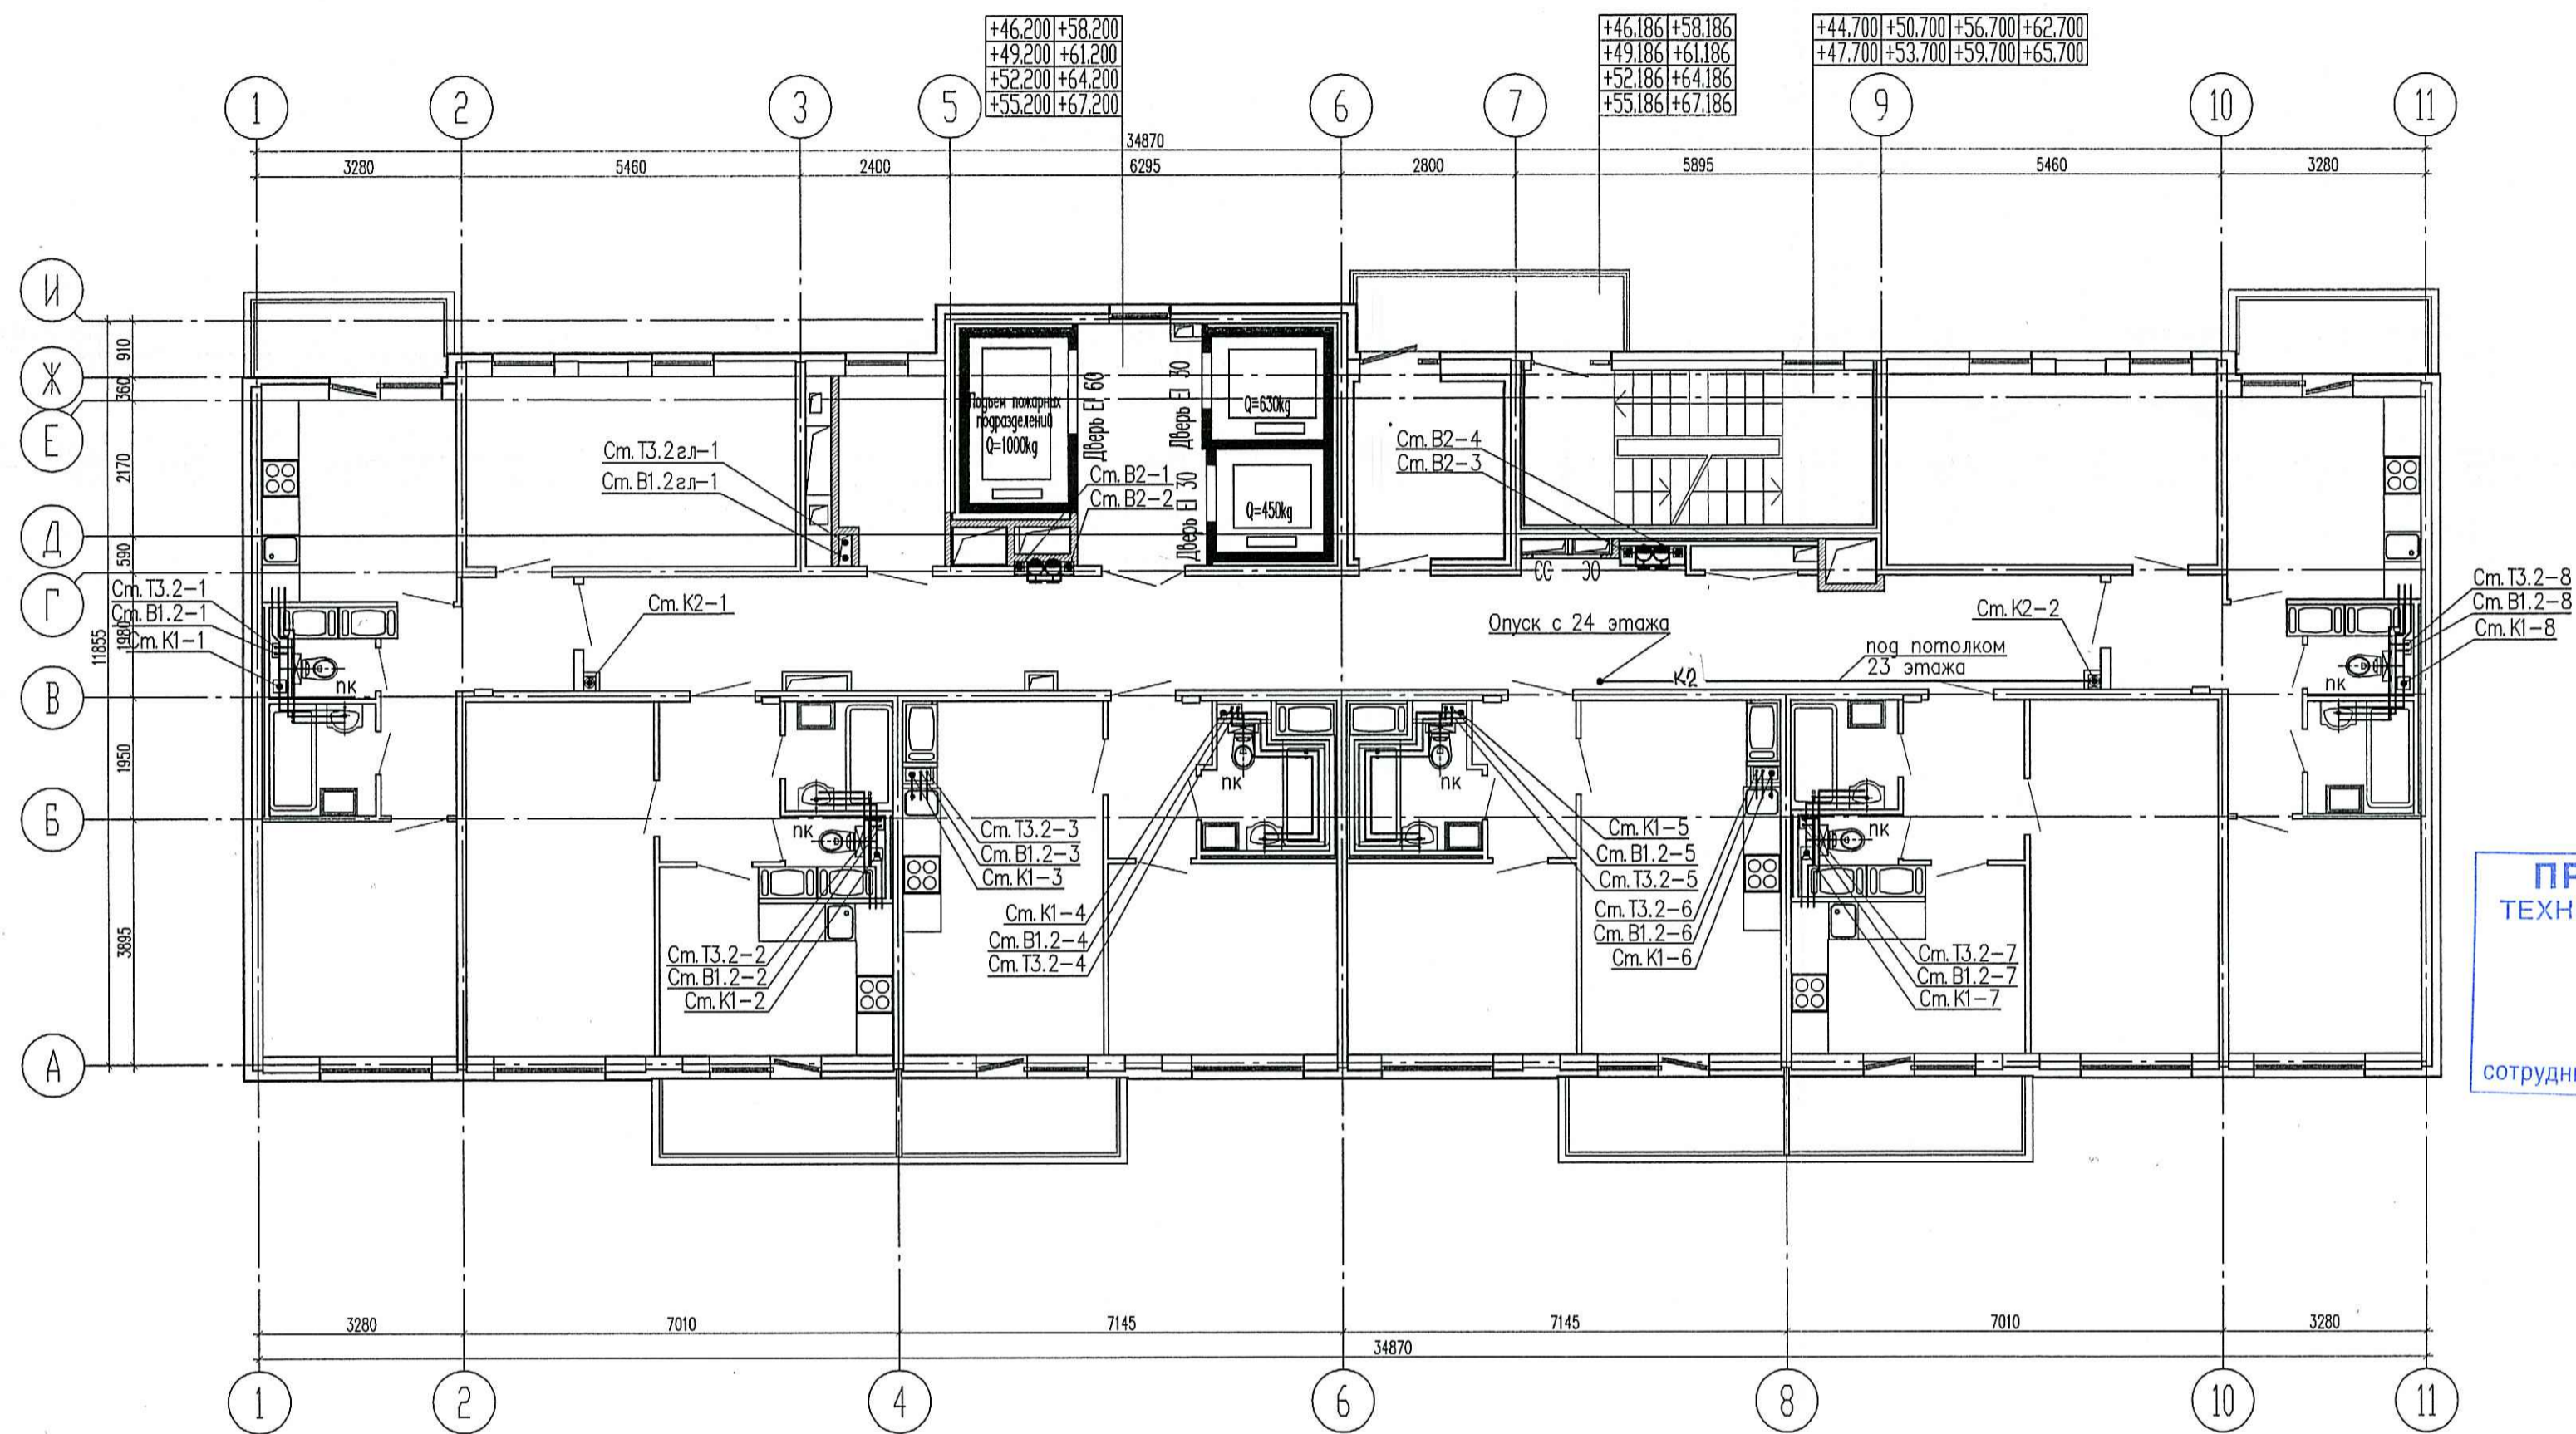 +46.200 +58.200
+49.200 +61.200
+52.200 +64.200
+55.200 +67.200
+46.186 +58.186
+49.186 +61.186
+52.186 +64.186
+55.186 +67.186
+44.700 +50.700 +56.700 +62.700
+47.700 +53.700 +59.700 +65.700
1 2 3 5 6 7 9 10 11
34870
3280 5460 2400 6295 2800 5895 5460 3280
И
Ж
Е
Д
Г
В
Б
А
910
360
2170
590
1980
1950
3895
11855
Подъем пожарных
подразделений
Q=1000kg
Дверь EI 60
Дверь EI 30
Q=630kg
Дверь EI 30
Q=450kg
Ст.Т3.2гл-1
Ст.В1.2гл-1
Ст.В2-1
Ст.В2-2
Ст.В2-4
Ст.В2-3
СС ЭО
Ст.Т3.2-1
Ст.В1.2-1
Ст.К1-1
пк
Ст.К2-1
Опуск с 24 этажа
К2
под потолком
23 этажа
Ст.К2-2
Ст.Т3.2-8
Ст.В1.2-8
Ст.К1-8
пк
пк
Ст.Т3.2-2
Ст.В1.2-2
Ст.К1-2
Ст.Т3.2-3
Ст.В1.2-3
Ст.К1-3
пк
Ст.К1-4
Ст.В1.2-4
Ст.Т3.2-4
пк
Ст.К1-5
Ст.В1.2-5
Ст.Т3.2-5
Ст.Т3.2-6
Ст.В1.2-6
Ст.К1-6
пк
Ст.Т3.2-7
Ст.В1.2-7
Ст.К1-7
ПР
ТЕХН
сотрудн
3280 7010 7145 7145 7010 3280
34870
1 2 4 6 8 10 11